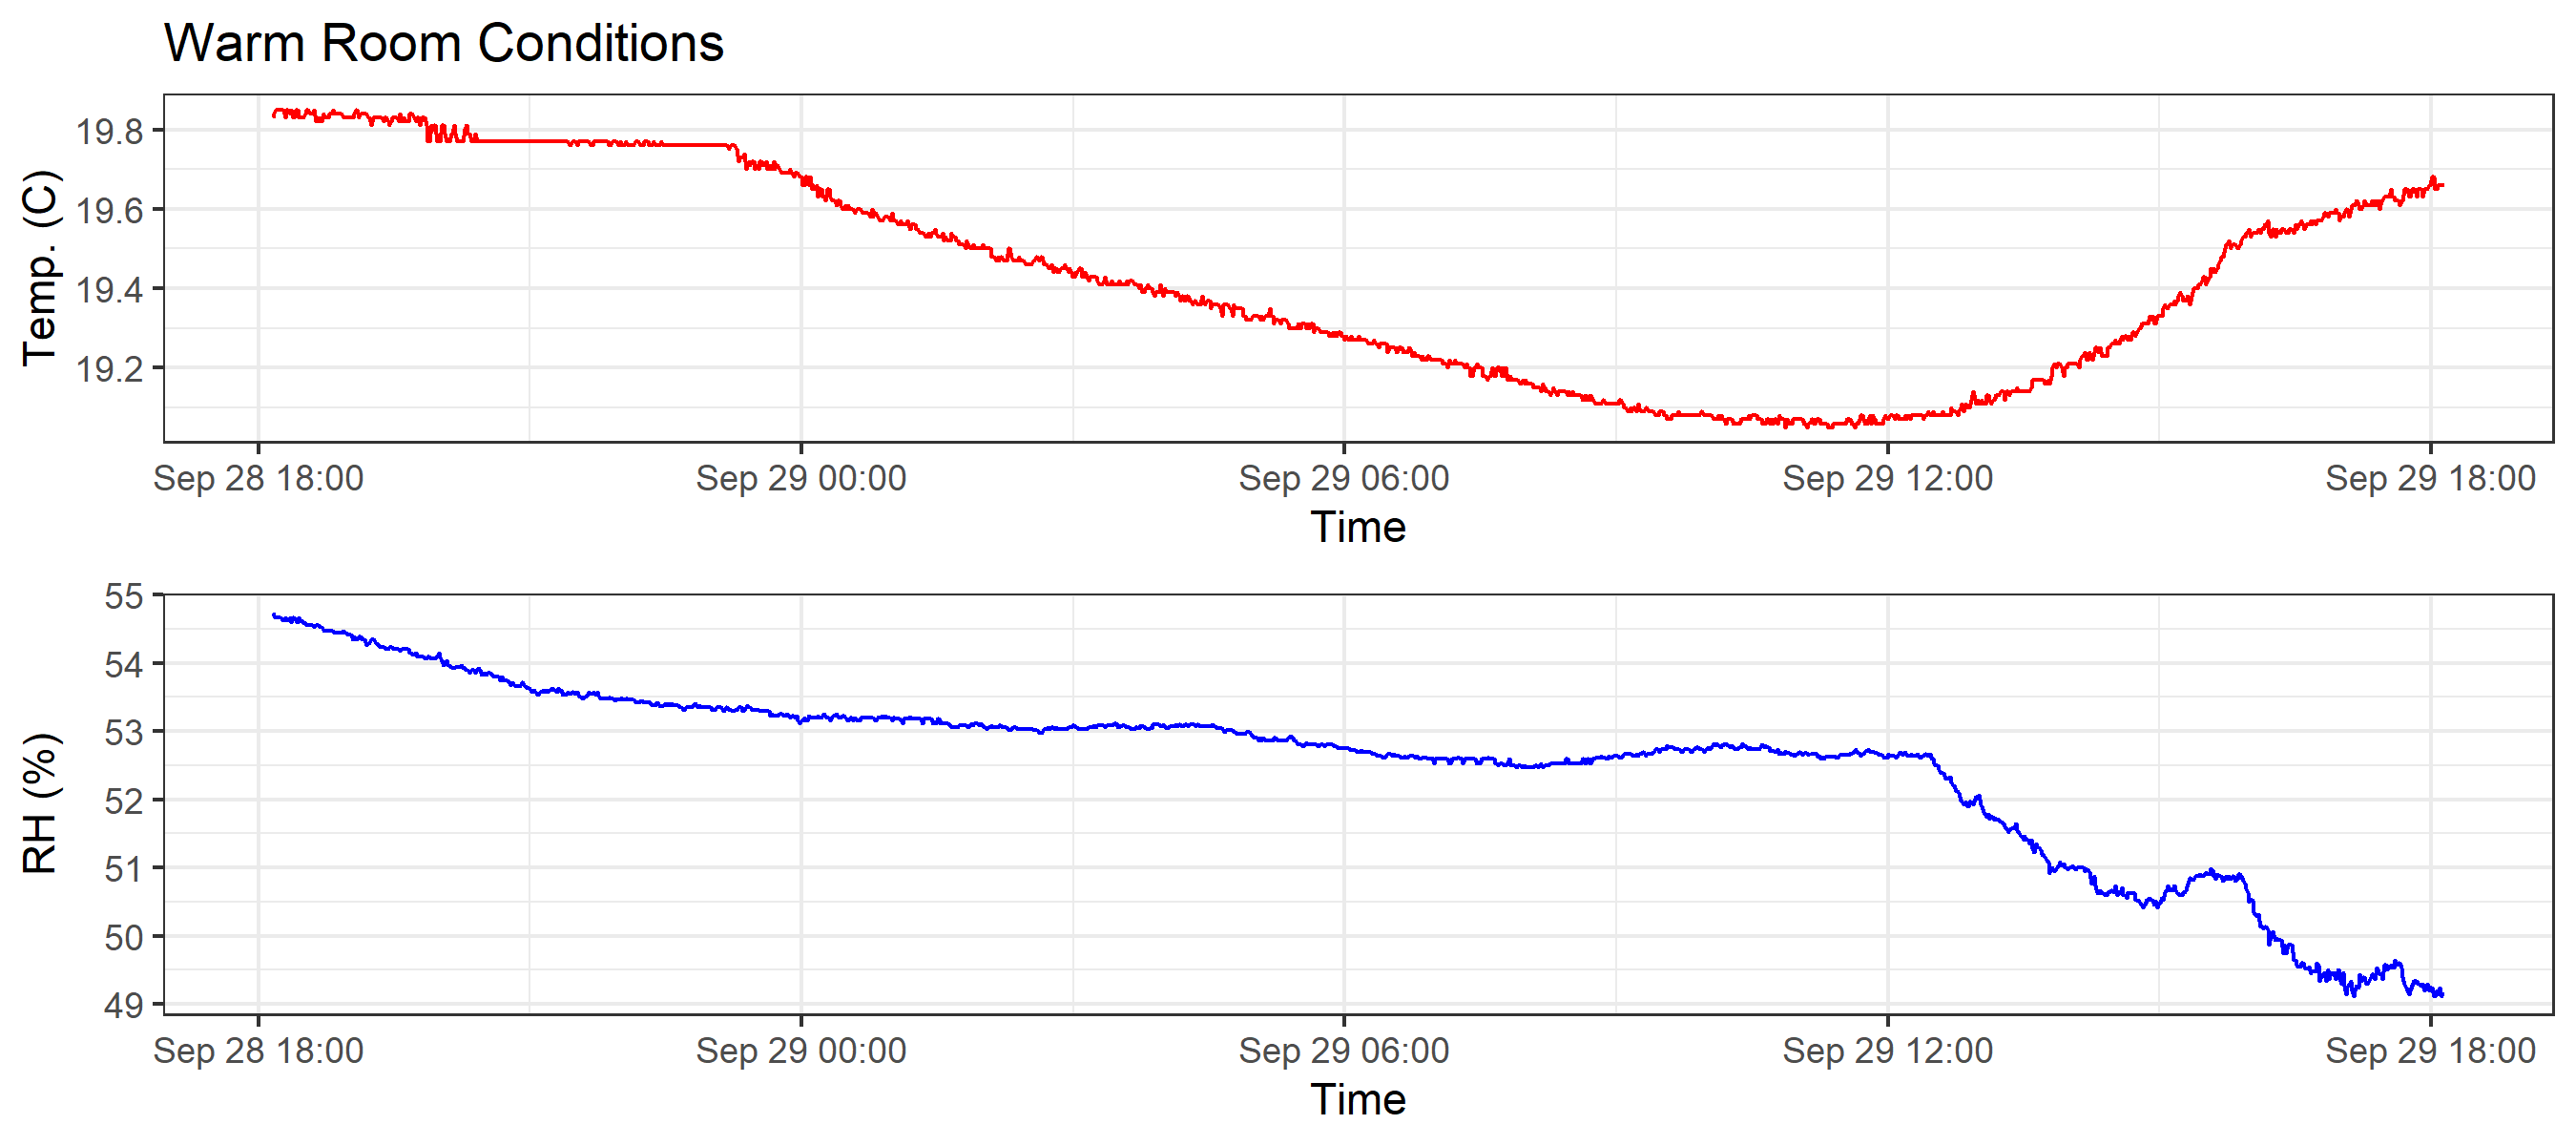 Warm Room Conditions
Temp. (C)
19.8
19.6
19.4
19.2
Sep 28 18:00 Sep 29 00:00 Sep 29 06:00 Sep 29 12:00 Sep 29 18:00
Time
RH (%)
55
54
53
52
51
50
49
Sep 28 18:00 Sep 29 00:00 Sep 29 06:00 Sep 29 12:00 Sep 29 18:00
Time